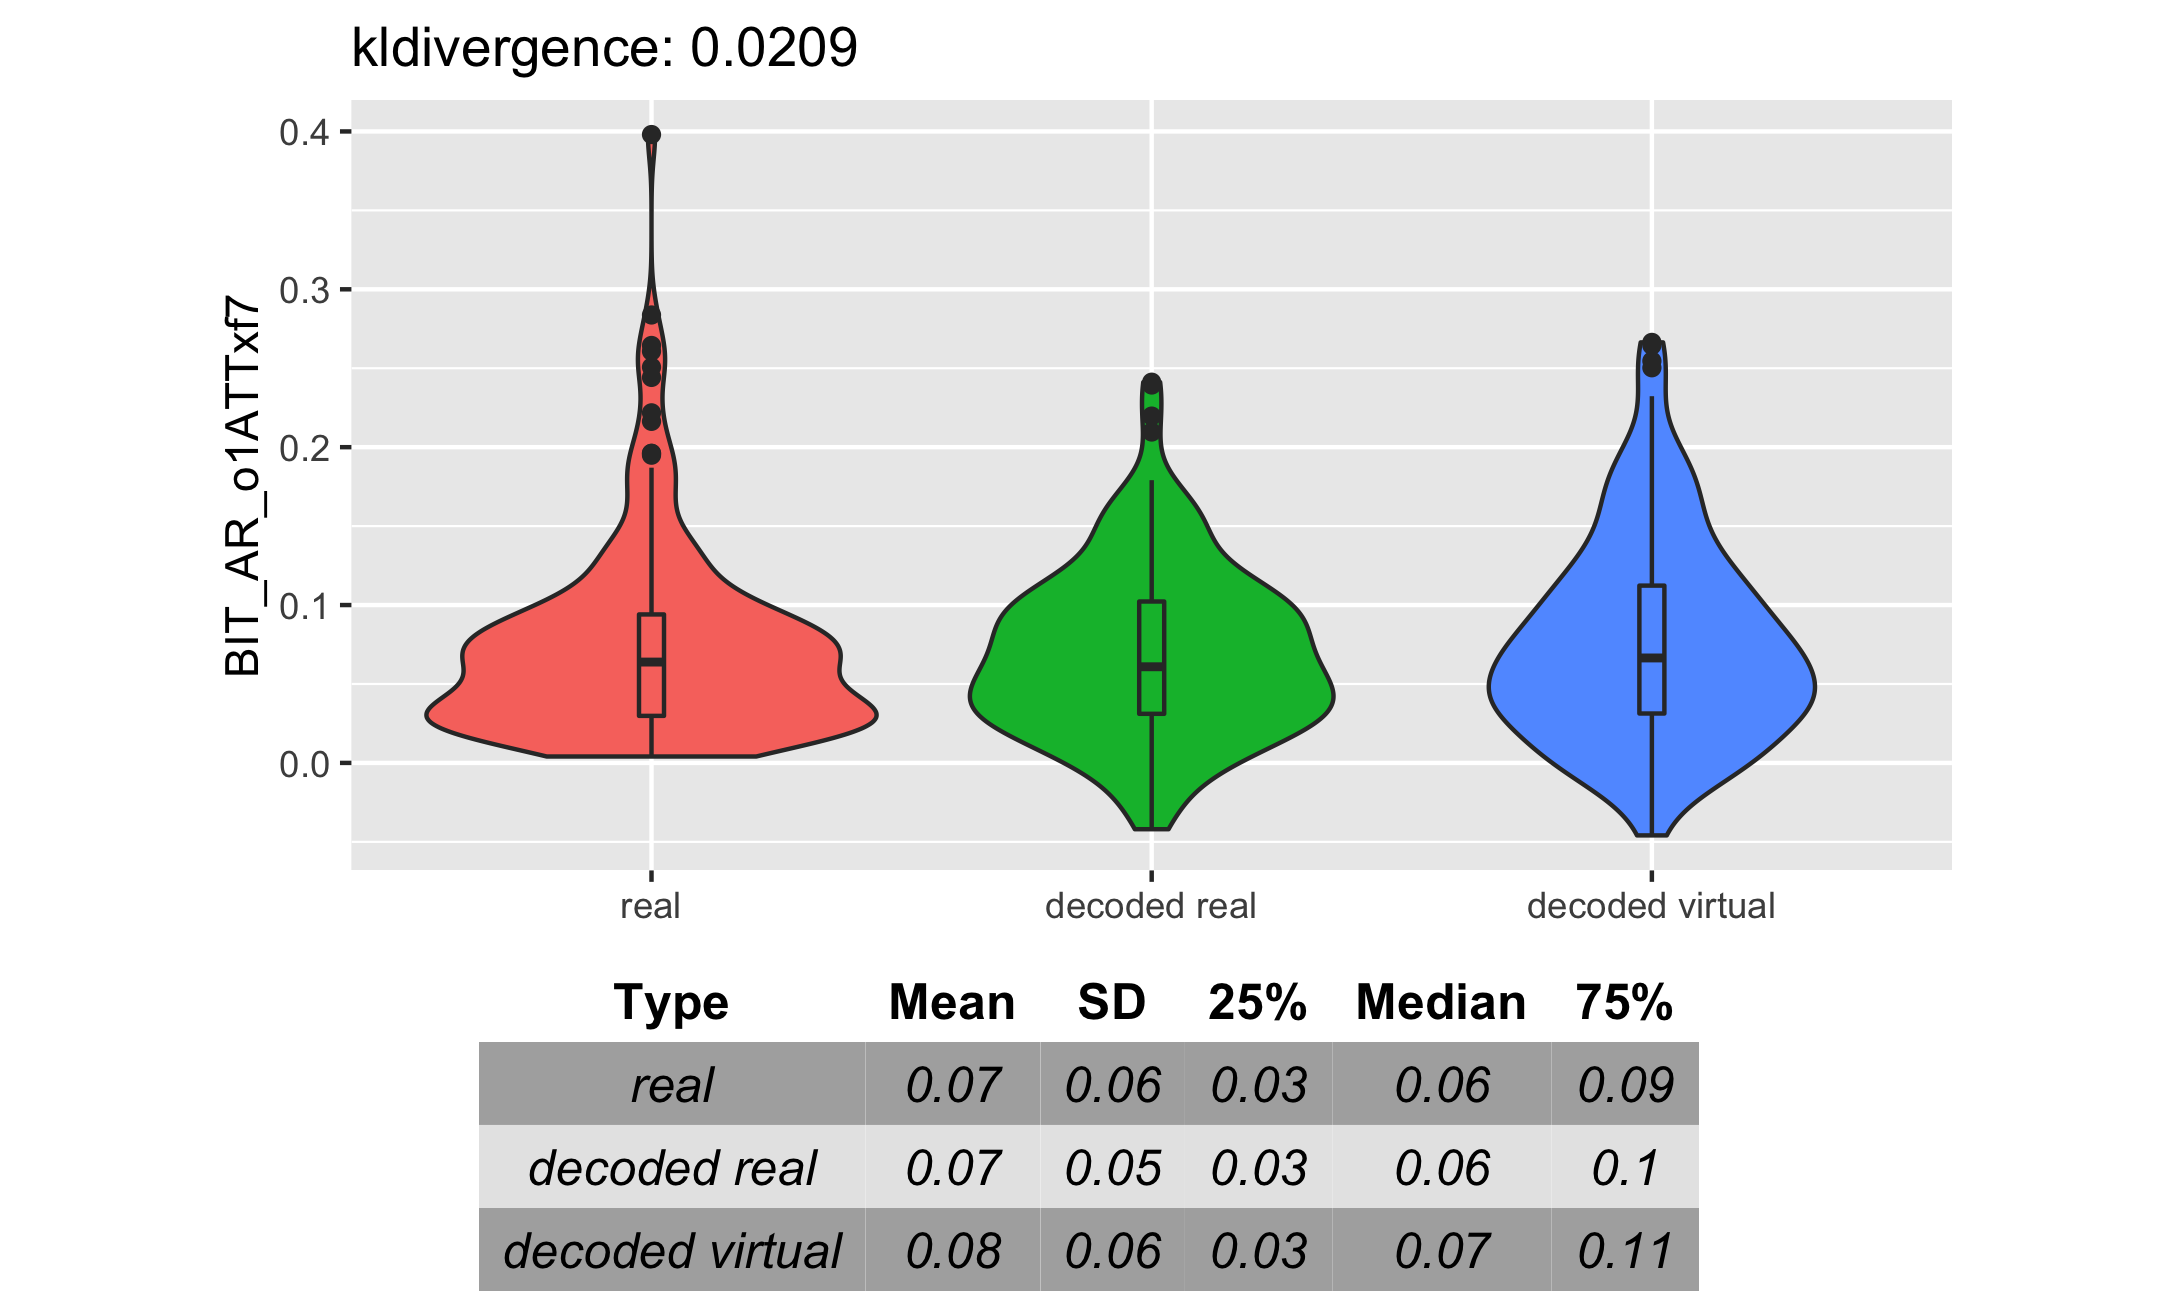 kldivergence: 0.0209
BIT_AR_o1ATTxf7
0.4
0.3
0.2
0.1
0.0
real decoded real decoded virtual
Type Mean SD 25% Median 75%
real 0.07 0.06 0.03 0.06 0.09
decoded real 0.07 0.05 0.03 0.06 0.1
decoded virtual 0.08 0.06 0.03 0.07 0.11